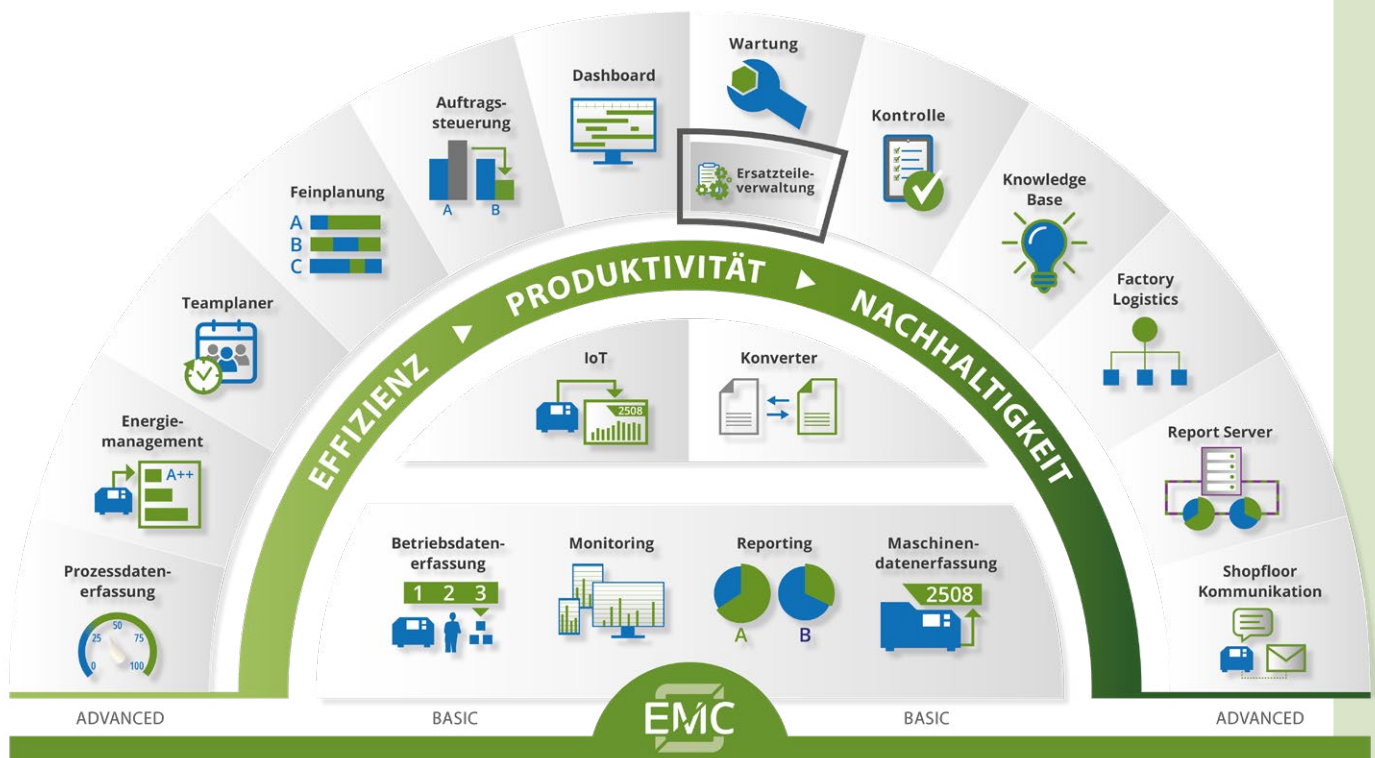 Wartung
Dashboard
Auftrags-
steuerung
A
B
Kontrolle
Ersatzteile-
verwaltung
Feinplanung
A
B
C
Knowledge
Base
Teamplaner
Factory
Logistics
EFFIZIENZ
PRODUKTIVITÄT
NACHHALTIGKEIT
IoT
2508
Konverter
Energie-
management
A++
Report Server
Prozessdaten-
erfassung
0
25
50
75
100
Betriebsdaten-
erfassung
1 2 3
Monitoring
Reporting
A
B
Maschinen-
datenerfassung
2508
Shopfloor
Kommunikation
ADVANCED
BASIC
EMC
BASIC
ADVANCED